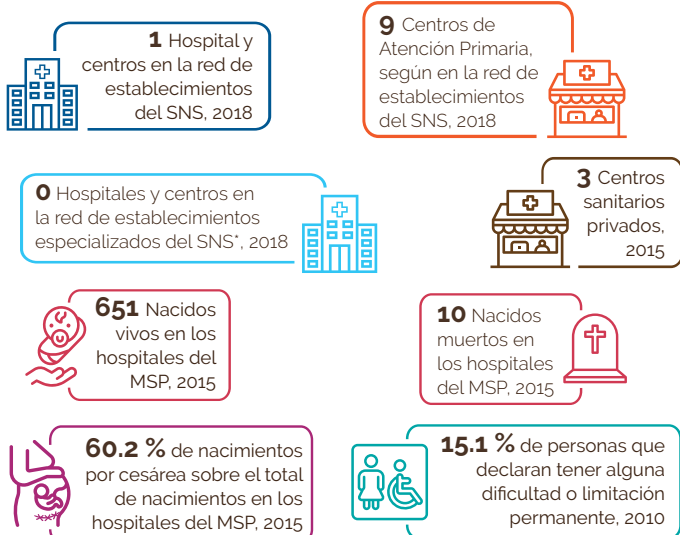 1 Hospital y
centros en la red de
establecimientos
del SNS, 2018
9 Centros de
Atención Primaria,
según en la red de
establecimientos
del SNS, 2018
0 Hospitales y centros en
la red de establecimientos
especializados del SNS*, 2018
3 Centros
sanitarios
privados,
2015
651 Nacidos
vivos en los
hospitales del
MSP, 2015
10 Nacidos
muertos en
los hospitales
del MSP, 2015
60.2 % de nacimientos
por cesárea sobre el total
de nacimientos en los
hospitales del MSP, 2015
15.1 % de personas que
declaran tener alguna
dificultad o limitación
permanente, 2010